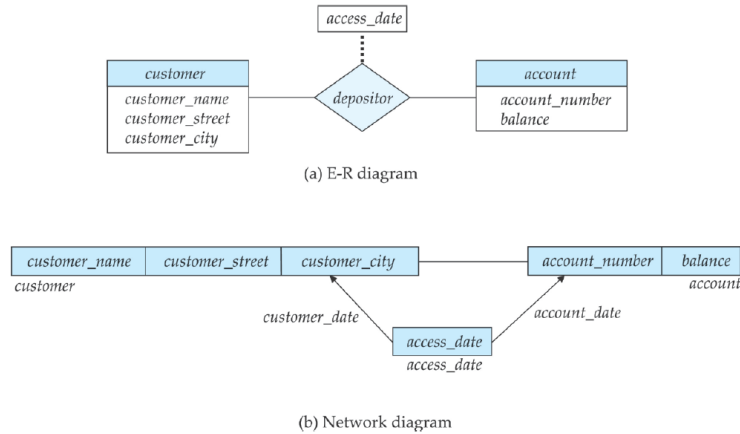 access_date
customer
account
customer_name
customer_street
customer_city
depositor
account_number
balance
(a) E-R diagram
customer_name customer_street customer_city account_number balance
customer account
customer_date account_date
access_date
access_date
(b) Network diagram